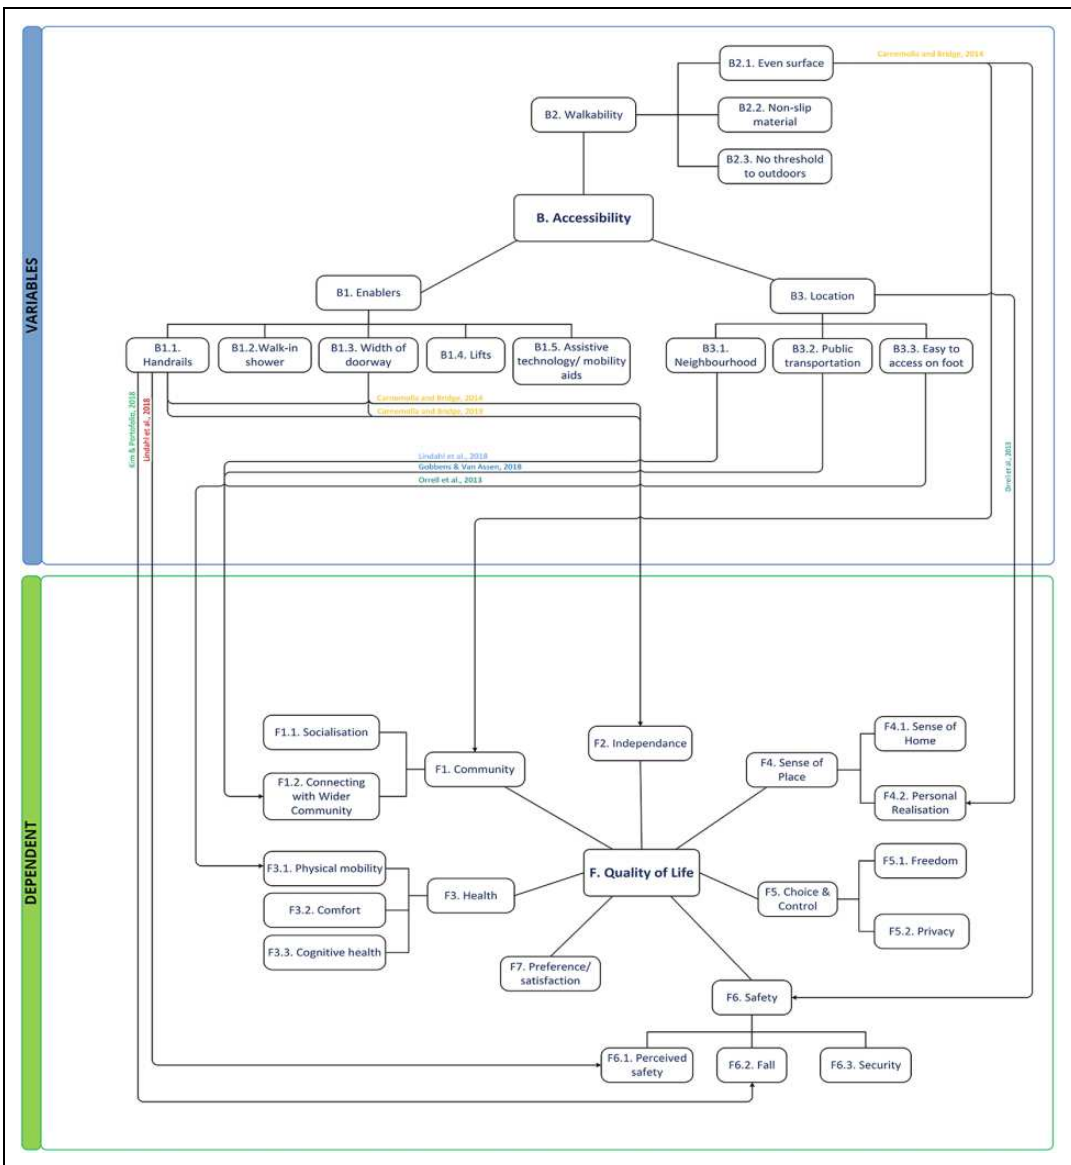 VARIABLES
Carnemolla and Bridge, 2014
B2.1. Even surface
B2. Walkability
B2.2. Non-slip
material
B2.3. No threshold
to outdoors
B. Accessibility
B1. Enablers
B3. Location
B1.1.
Handrails
B1.2.Walk-in
shower
B1.3. Width of
doorway
B1.4. Lifts
B1.5. Assistive
technology/ mobility
aids
B3.1.
Neighbourhood
B3.2. Public
transportation
B3.3. Easy to
access on foot
Kim & Portofolio, 2018
Lindahl et al., 2018
Carnemolla and Bridge, 2014
Carnemolla and Bridge, 2019
Lindahl et al., 2018
Gobbens & Van Assen, 2018
Orrell et al., 2013
Orrell et al., 2013
DEPENDENT
F1.1. Socialisation
F1. Community
F1.2. Connecting
with Wider
Community
F2. Independance
F4. Sense of
Place
F4.1. Sense of
Home
F4.2. Personal
Realisation
F3.1. Physical mobility
F3. Health
F3.2. Comfort
F3.3. Cognitive health
F. Quality of Life
F5. Choice &
Control
F5.1. Freedom
F5.2. Privacy
F7. Preference/
satisfaction
F6. Safety
F6.1. Perceived
safety
F6.2. Fall
F6.3. Security